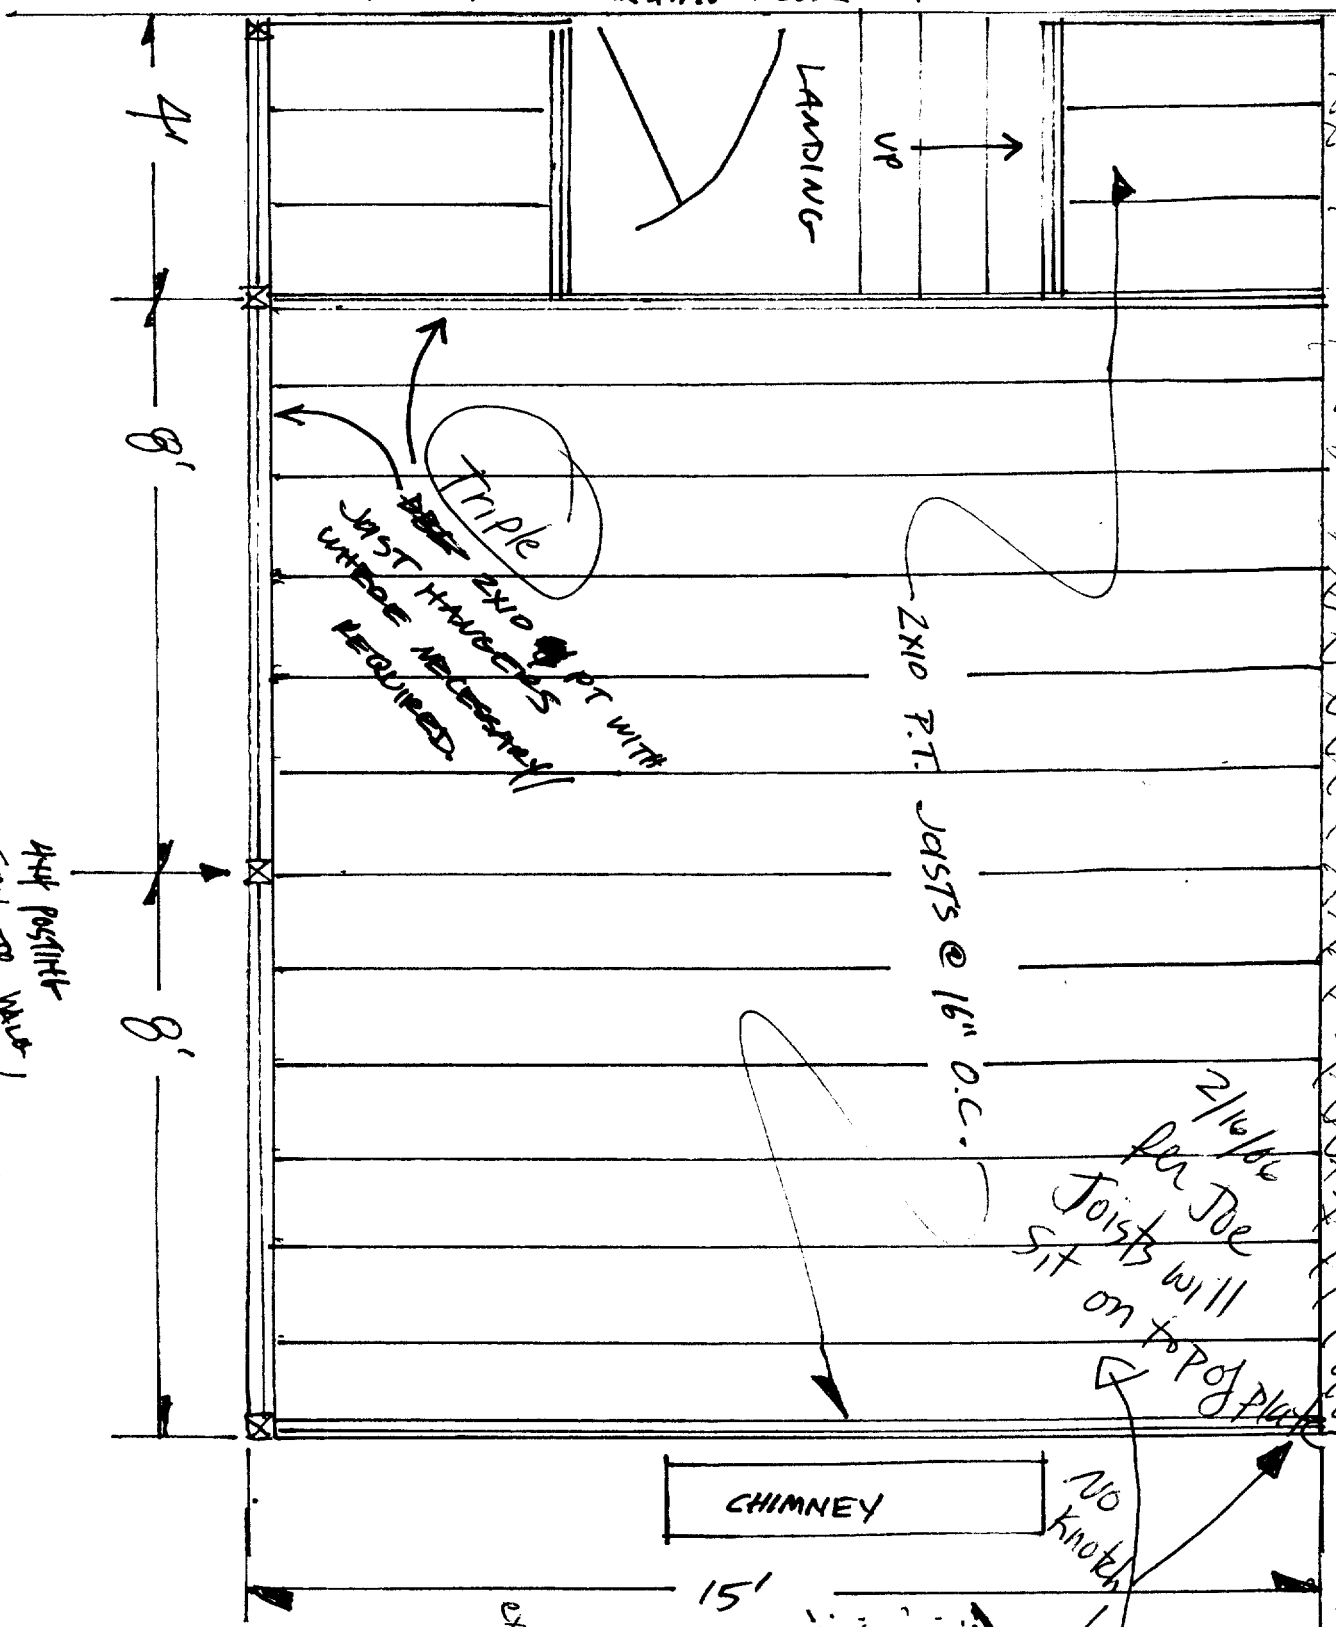 LANDING
UP
4'
8'
8'
Triple
2X10 PT WITH
JOIST HANGERS
WHERE NECESSARY//
REQUIRED.
2X10 P.T. JOISTS @ 16" O.C.
2/16/06
Per Joe
Joists will
Sit
on top of Plate
NO
Knotch
CHIMNEY
15'
4x4